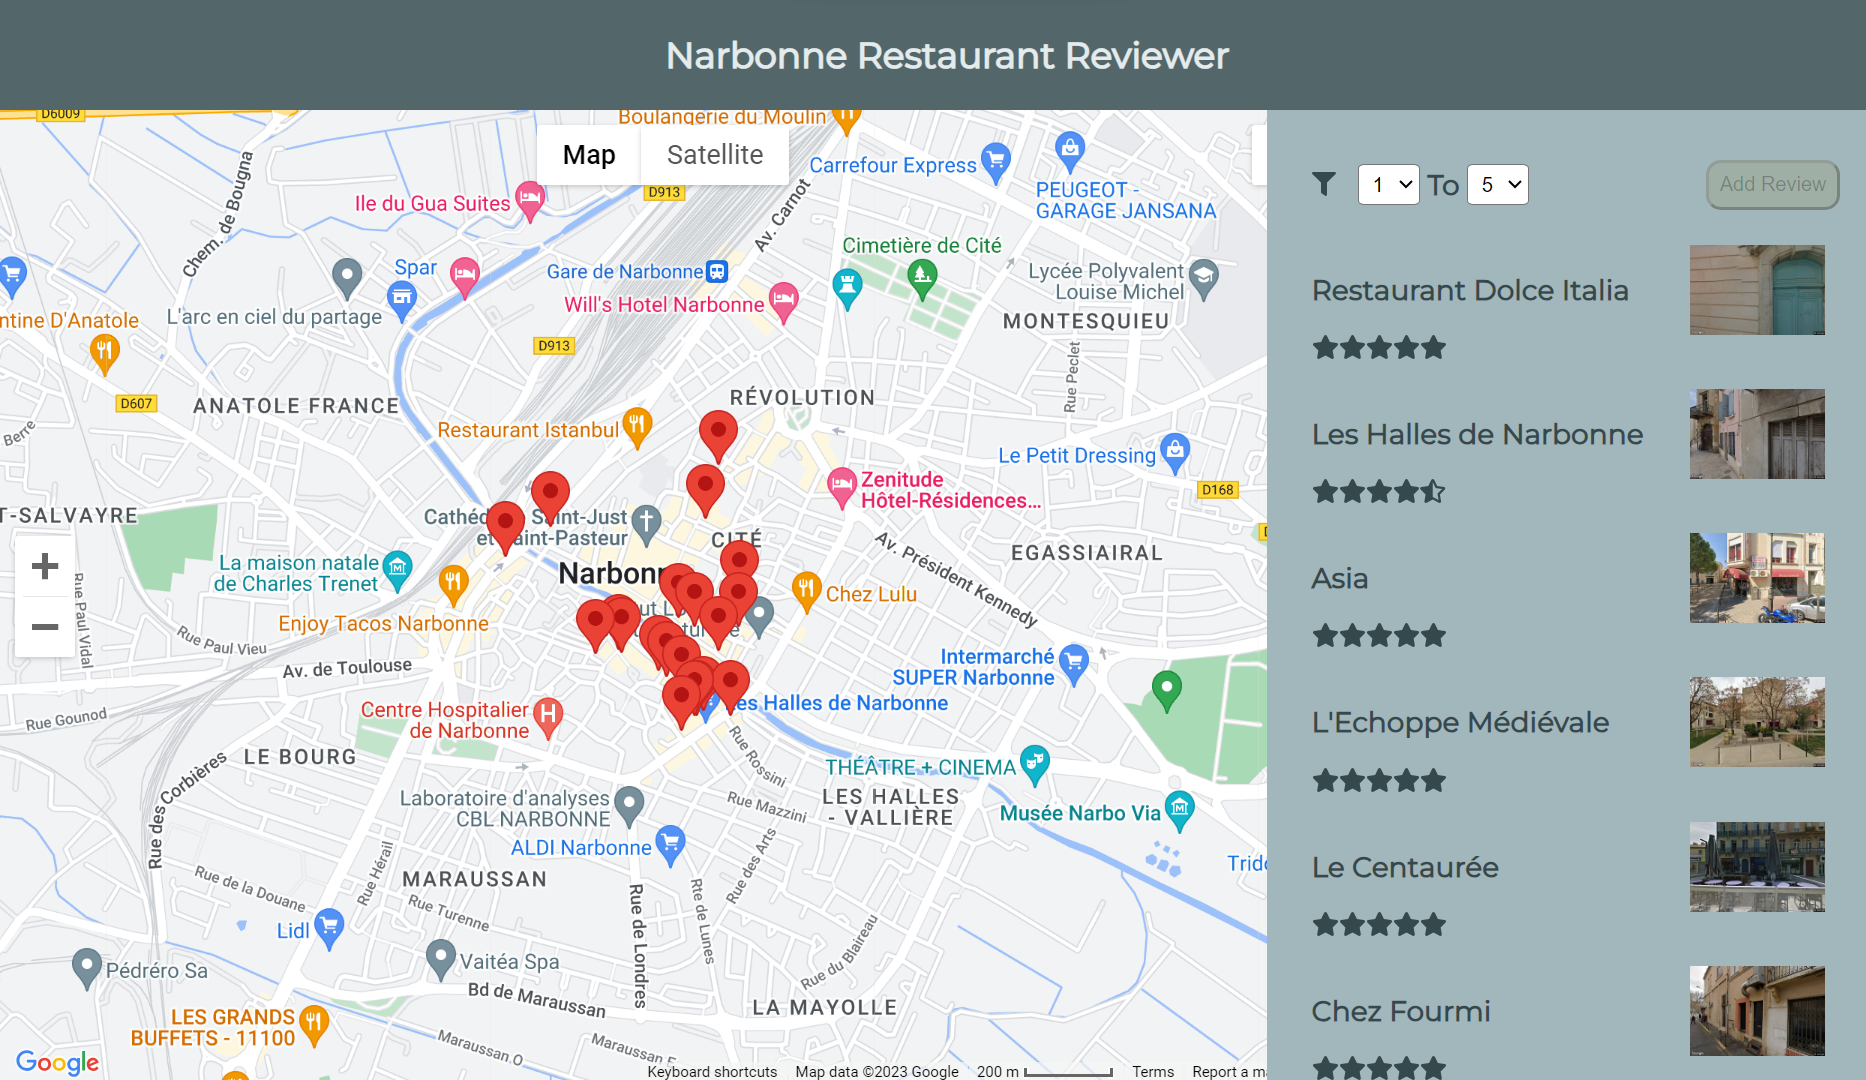 Narbonne Restaurant Reviewer
D6009
Boulangerie du Moulin
Map
Satellite
Carrefour Express
PEUGEOT -
GARAGE JANSANA
Chem. de Bougna
D913
Ile du Gua Suites
Av. Carnot
Cimetière de Cité
Spar
Gare de Narbonne
Lycée Polyvalent
Louise Michel
Will's Hotel Narbonne
L'arc en ciel du partage
ntine D'Anatole
MONTESQUIEU
D913
Rue Peclet
D607
ANATOLE FRANCE
RÉVOLUTION
Berre
Restaurant Istanbul
Le Petit Dressing
Zenitude
Hôtel-Résidences...
D168
T-SALVAYRE
Cathéd Saint-Just
et Saint-Pasteur
CITÉ
Av. Président Kennedy
EGASSIAIRAL
La maison natale
de Charles Trenet
Narbonn
Rue Paul Vidal
Chez Lulu
Enjoy Tacos Narbonne
Rue Paul Vieu
Av. de Toulouse
Intermarché
SUPER Narbonne
Centre Hospitalier
de Narbonne
Les Halles de Narbonne
Rue Gounod
LE BOURG
Rue Rossini
THÉÂTRE + CINEMA
Rue des Corbières
Laboratoire d'analyses
CBL NARBONNE
Rue Mazzini
LES HALLES
- VALLIÈRE
Musée Narbo Via
ALDI Narbonne
Rue des Arts
Trido
Rue Hérail
MARAUSSAN
Rue de la Douane
Rue Turenne
Rue de Londres
Rte de Lunes
Lidl
Rue du Blaireau
Pédréro Sa
Vaitéa Spa
Bd de Maraussan
LA MAYOLLE
LES GRANDS
BUFFETS - 11100
Maraussan O
Maraussan E
Google
Keyboard shortcuts
Map data ©2023 Google
200 m
Terms
Report a ma
1 To 5
Add Review
Restaurant Dolce Italia
Les Halles de Narbonne
Asia
L'Echoppe Médiévale
Le Centaurée
Chez Fourmi